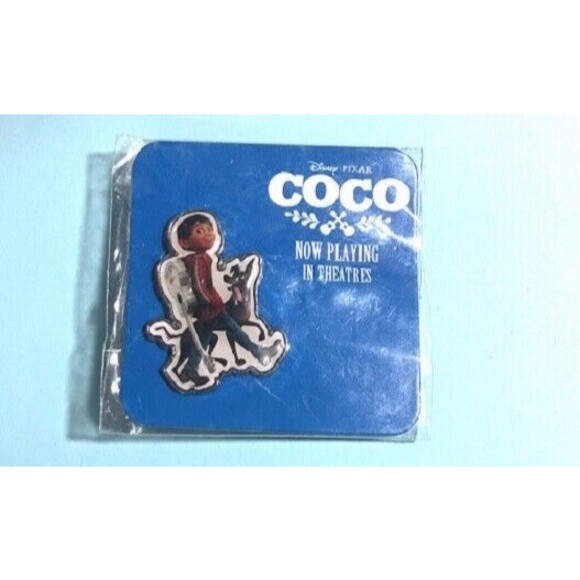 Disney · PIXAR
COCO
NOW PLAYING
IN THEATRES